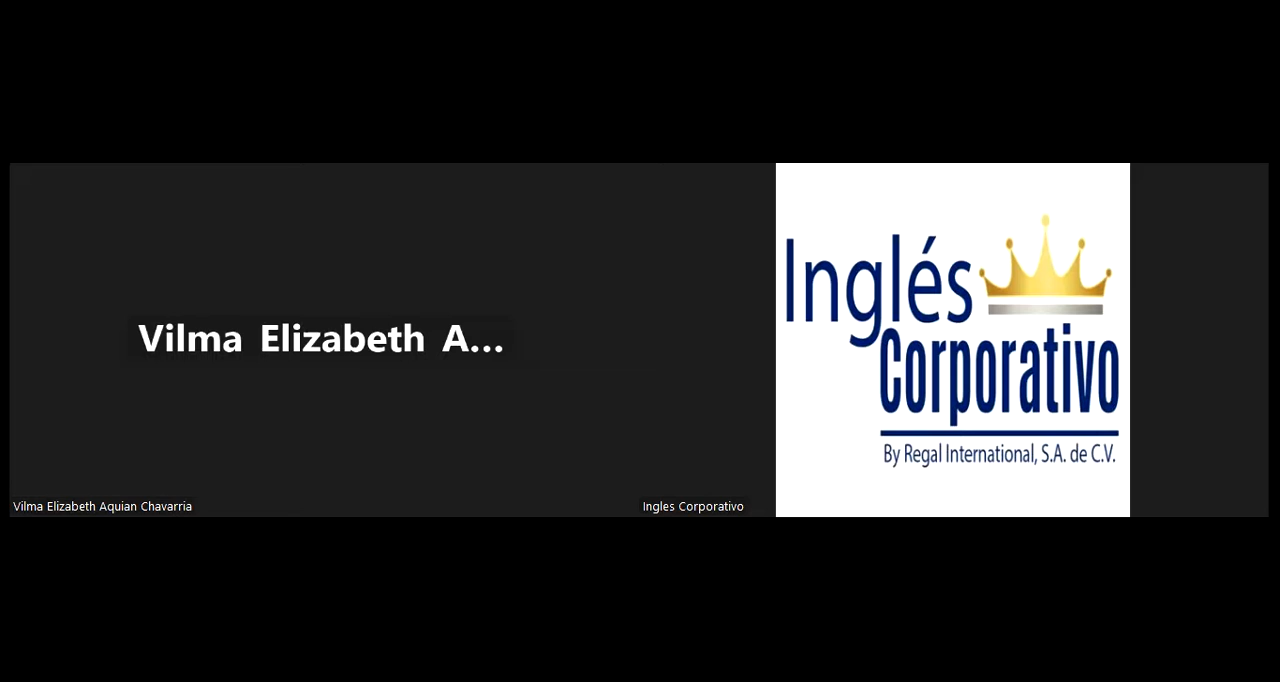 Vilma Elizabeth A...
Vilma Elizabeth Aquian Chavarria
Ingles Corporativo
Inglés
Corporativo
By Regal International, S.A. de C.V.